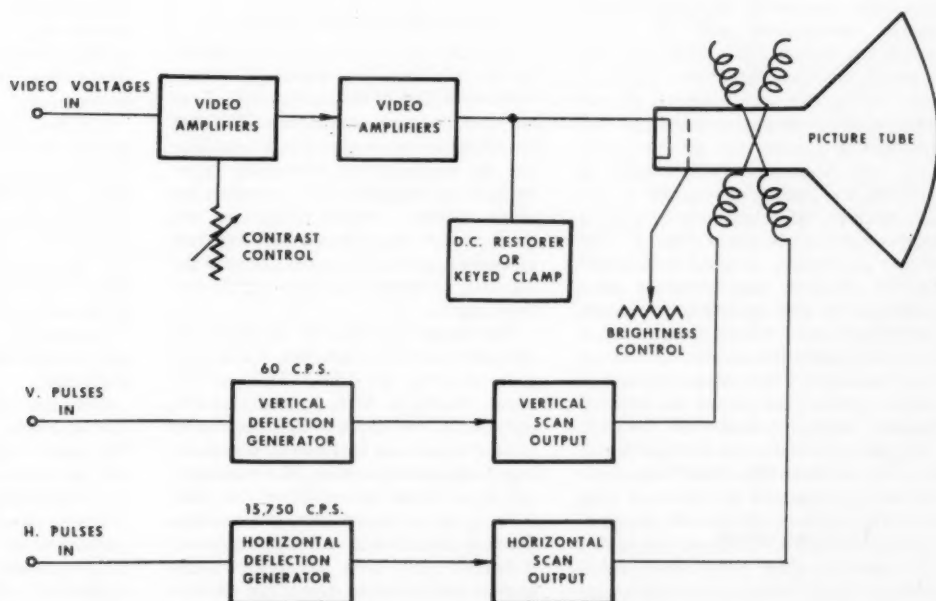 VIDEO VOLTAGES
IN
VIDEO
AMPLIFIERS
VIDEO
AMPLIFIERS
PICTURE TUBE
CONTRAST
CONTROL
D.C. RESTORER
OR
KEYED CLAMP
BRIGHTNESS
CONTROL
60 C.P.S.
V. PULSES
IN
VERTICAL
DEFLECTION
GENERATOR
VERTICAL
SCAN
OUTPUT
13,750 C.P.S.
H. PULSES
IN
HORIZONTAL
DEFLECTION
GENERATOR
HORIZONTAL
SCAN
OUTPUT